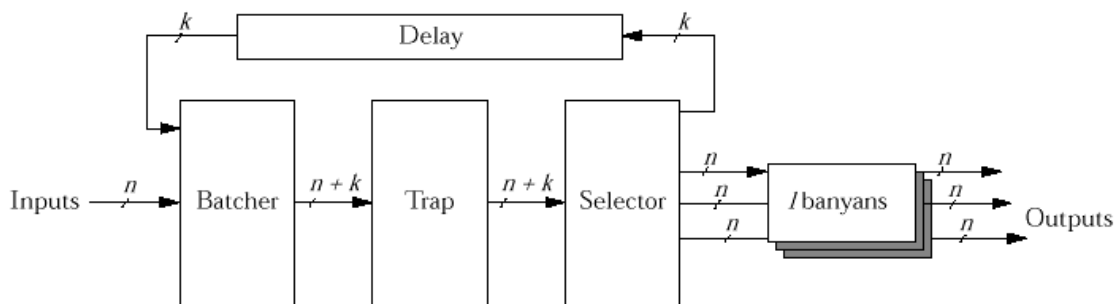 k
Delay
k
Inputs
n
Batcher
n + k
Trap
n + k
Selector
n
n
n
l banyans
n
n
n
Outputs